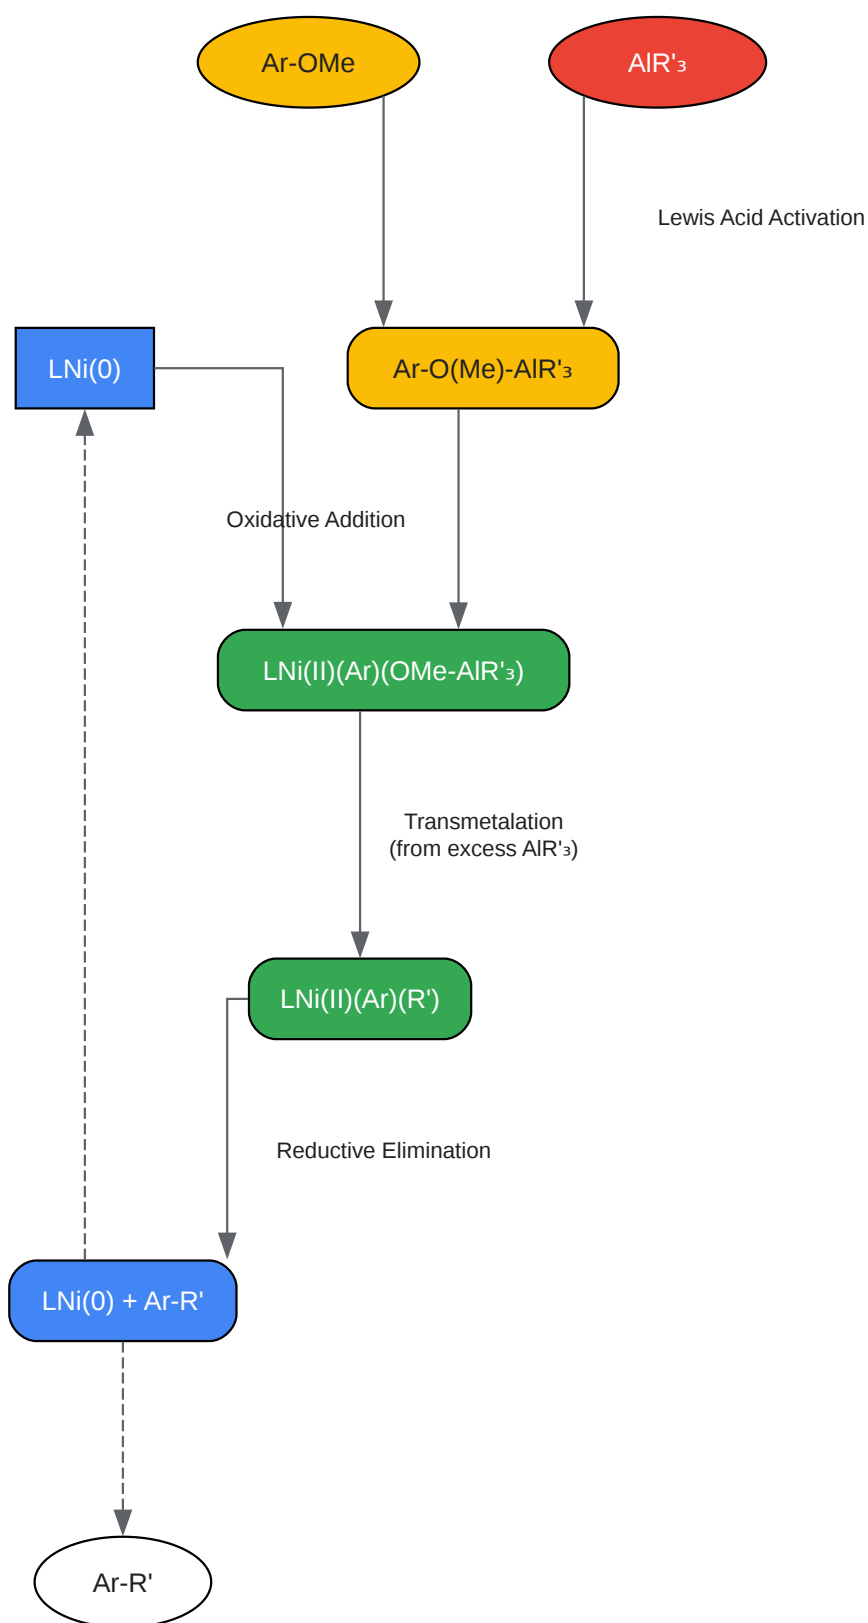 Ar-OMe
AlR'₃
Lewis Acid Activation
LNi(0)
Ar-O(Me)-AlR'₃
Oxidative Addition
LNi(II)(Ar)(OMe-AlR'₃)
Transmetalation
(from excess AlR'₃)
LNi(II)(Ar)(R')
Reductive Elimination
LNi(0) + Ar-R'
Ar-R'